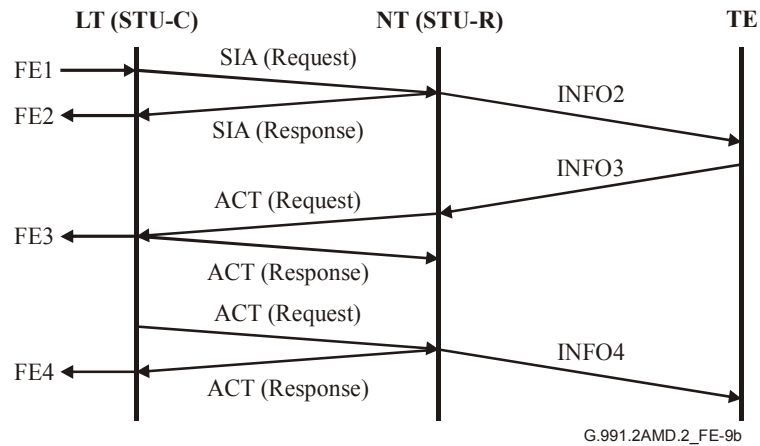 LT (STU-C) NT (STU-R) TE
FE1 SIA (Request)
INFO2
FE2 SIA (Response)
INFO3
ACT (Request)
FE3
ACT (Response)
ACT (Request)
INFO4
FE4 ACT (Response)
G.991.2AMD.2_FE-9b